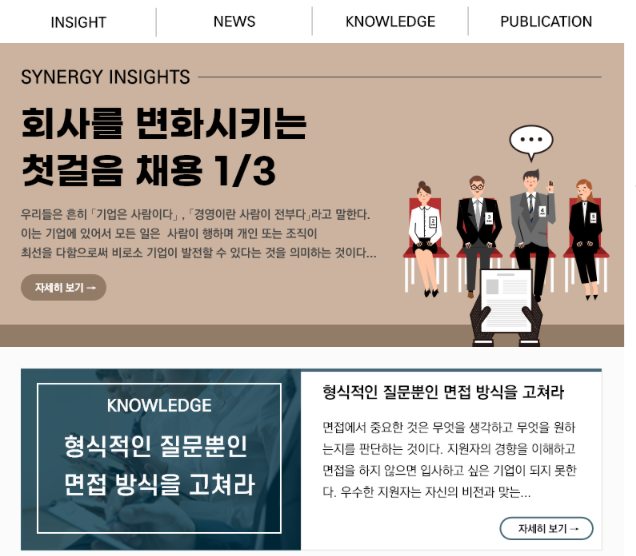 INSIGHT
NEWS
KNOWLEDGE
PUBLICATION
SYNERGY INSIGHTS
회사를 변화시키는
첫걸음 채용 1/3
우리들은 흔히 「기업은 사람이다」, 「경영이란 사람이 전부다」라고 말한다.
이는 기업에 있어서 모든 일은 사람이 행하며 개인 또는 조직이
최선을 다함으로써 비로소 기업이 발전할 수 있다는 것을 의미하는 것이다...
자세히 보기 →
KNOWLEDGE
형식적인 질문뿐인
면접 방식을 고쳐라
형식적인 질문뿐인 면접 방식을 고쳐라
면접에서 중요한 것은 무엇을 생각하고 무엇을 원하
는지를 판단하는 것이다. 지원자의 경향을 이해하고
면접을 하지 않으면 입사하고 싶은 기업이 되지 못한
다. 우수한 지원자는 자신의 비전과 맞는...
자세히 보기 →